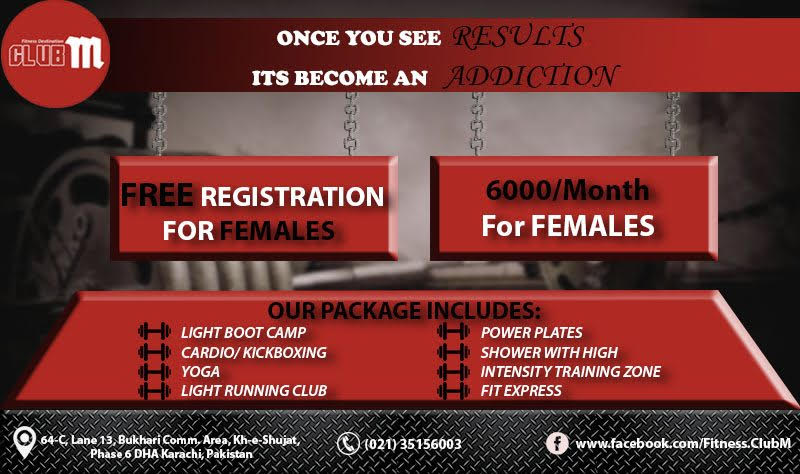 Fitness Destination
CLUB M
ONCE YOU SEE RESULTS
ITS BECOME AN ADDICTION
FREE REGISTRATION
FOR FEMALES
6000/Month
For FEMALES
OUR PACKAGE INCLUDES:
LIGHT BOOT CAMP
CARDIO/ KICKBOXING
YOGA
LIGHT RUNNING CLUB
POWER PLATES
SHOWER WITH HIGH
INTENSITY TRAINING ZONE
FIT EXPRESS
64-C, Lane 13, Bukhari Comm. Area, Kh-e-Shujat,
Phase 6 DHA Karachi, Pakistan
(021) 35156003
www.facebook.com/Fitness.ClubM